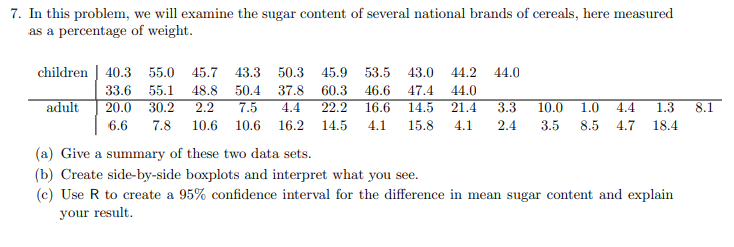 7. In this problem, we will examine the sugar content of several national brands of cereals, here measured
as a percentage of weight.
children 40.3 55.0 45.7 43.3 50.3 45.9 53.5 43.0 44.2 44.0
33.6 55.1 48.8 50.4 37.8 60.3 46.6 47.4 44.0
adult 20.0 30.2 2.2 7.5 4.4 22.2 16.6 14.5 21.4 3.3 10.0 1.0 4.4 1.3 8.1
6.6 7.8 10.6 10.6 16.2 14.5 4.1 15.8 4.1 2.4 3.5 8.5 4.7 18.4
(a) Give a summary of these two data sets.
(b) Create side-by-side boxplots and interpret what you see.
(c) Use R to create a 95% confidence interval for the difference in mean sugar content and explain
your result.